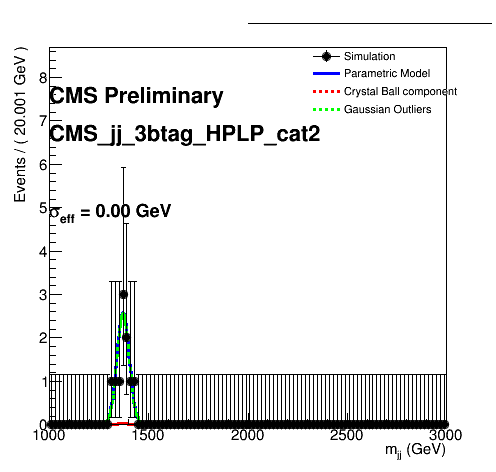 Simulation
Parametric Model
Crystal Ball component
Gaussian Outliers
CMS Preliminary
CMS_jj_3btag_HPLP_cat2
σeff = 0.00 GeV
Events / ( 20.001 GeV )
8
7
6
5
4
3
2
1
0
1000 1500 2000 2500 3000
mjj (GeV)